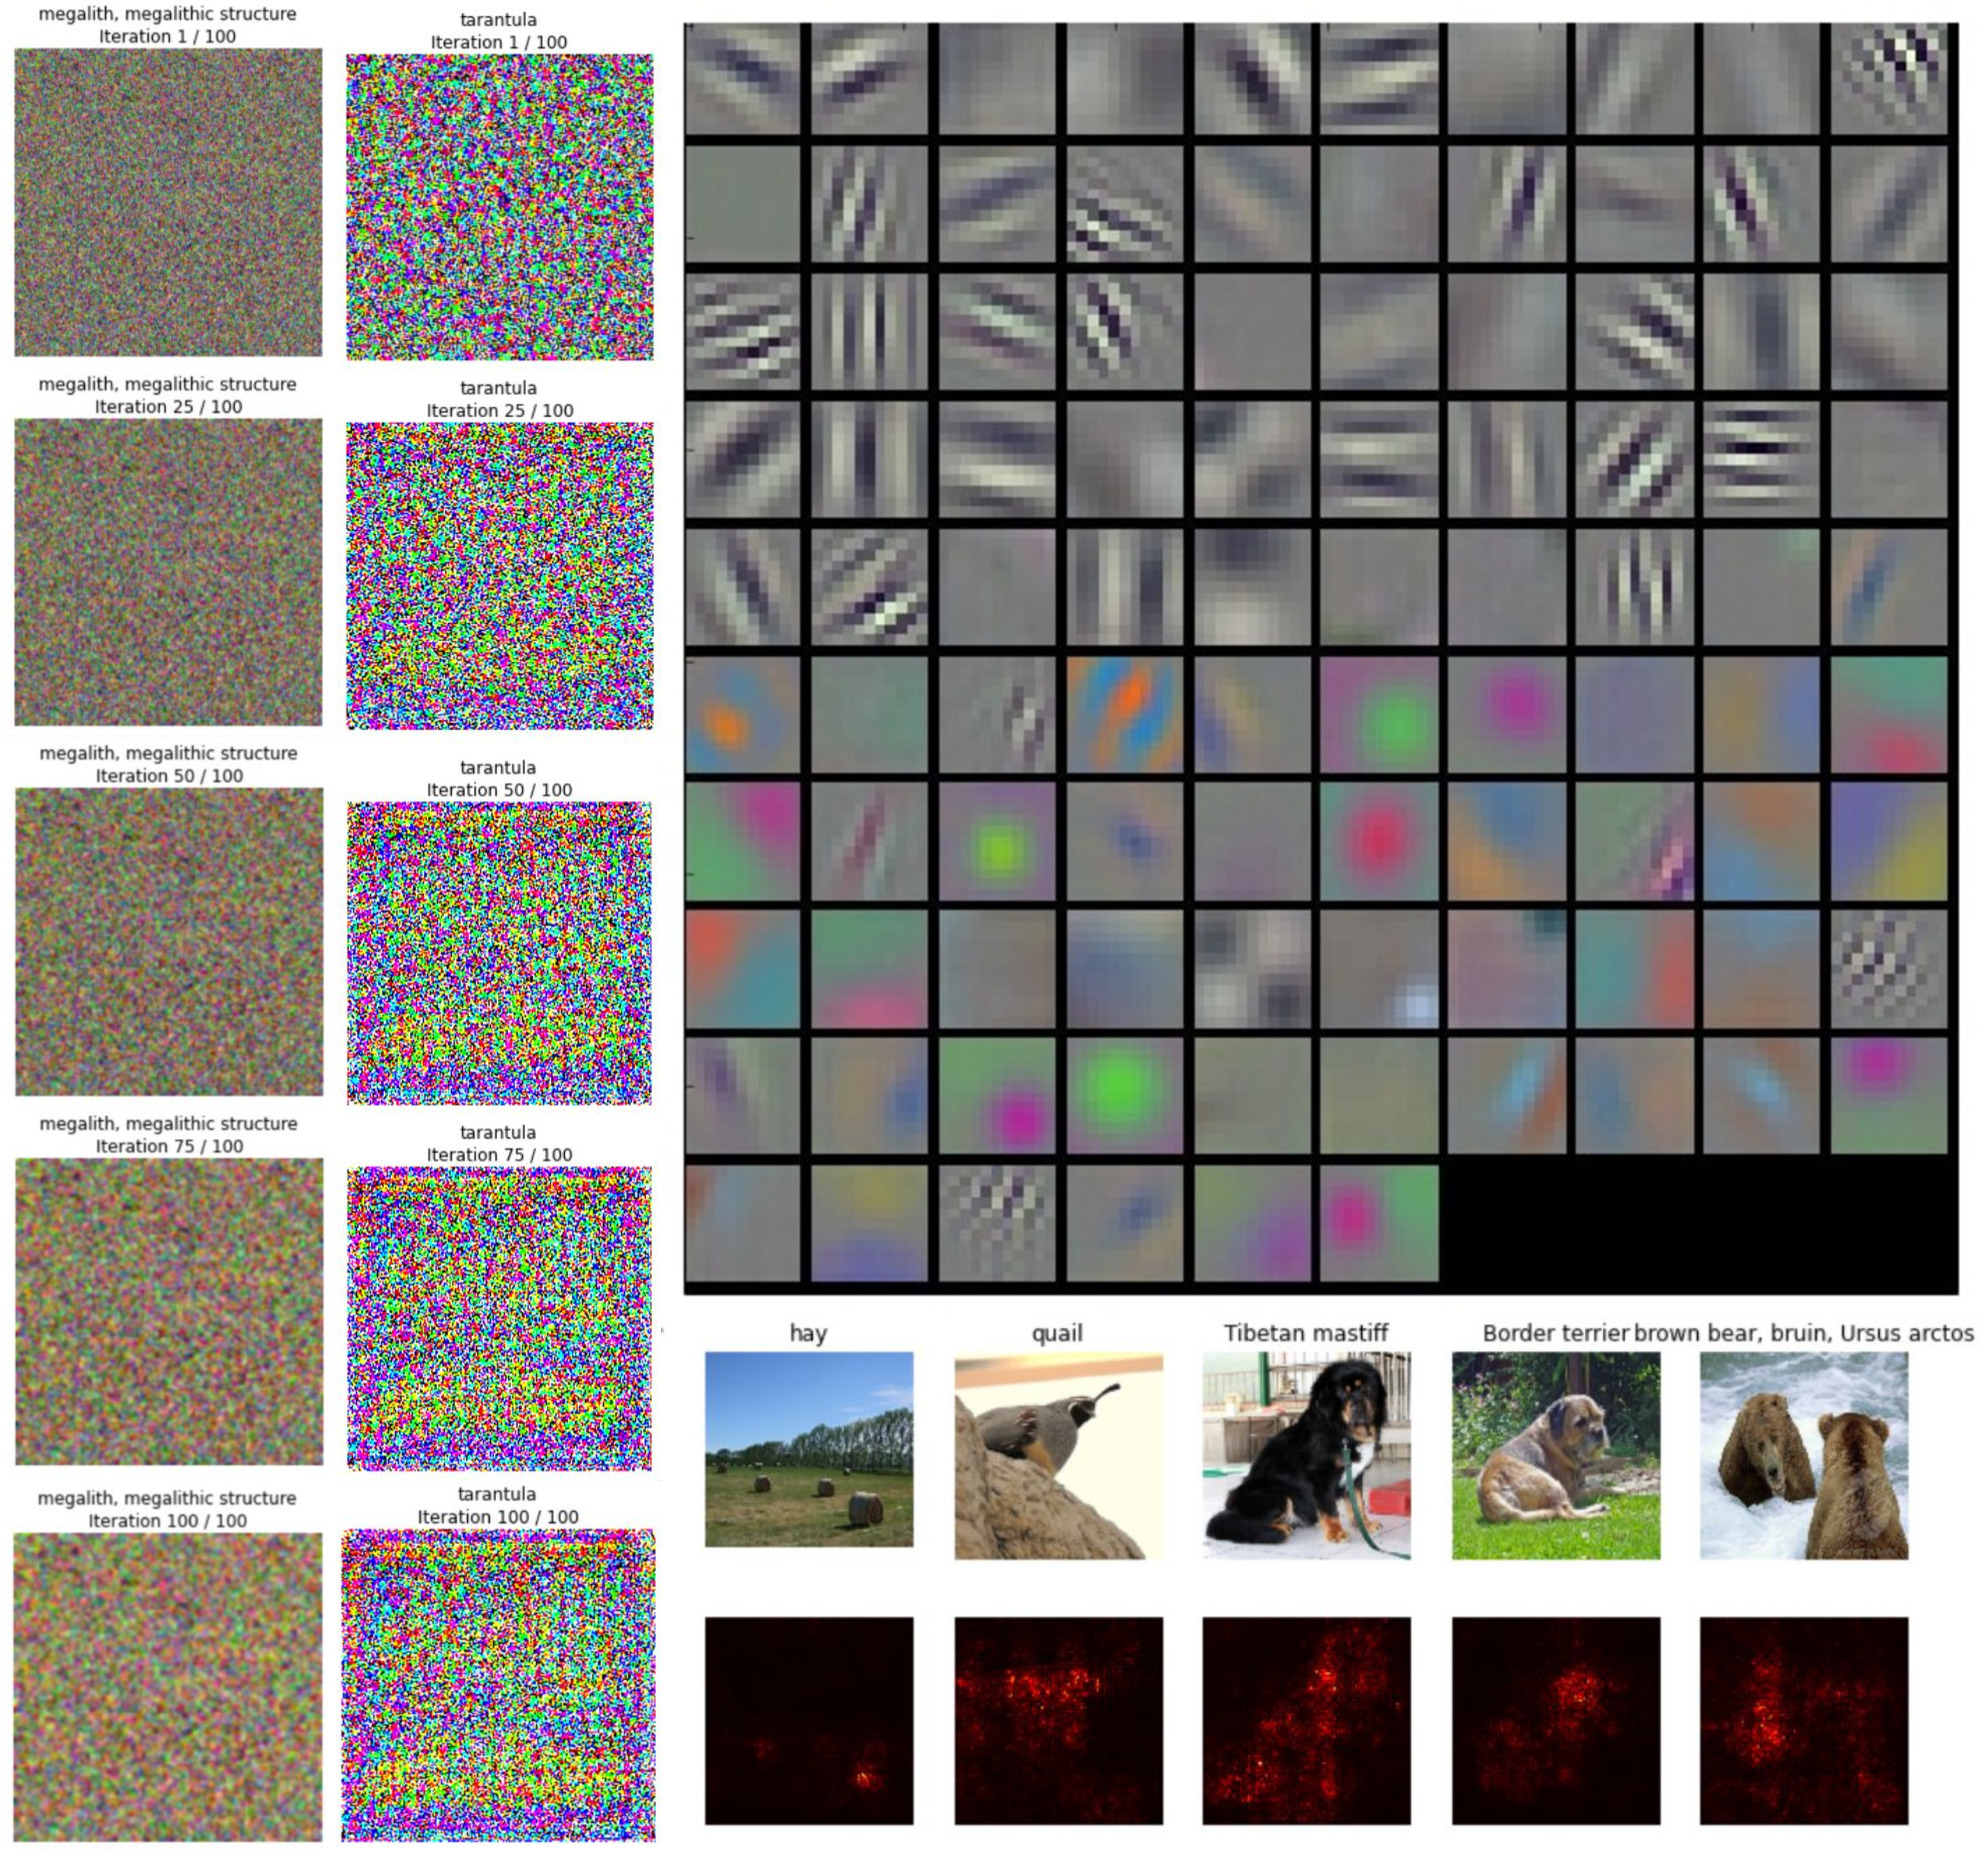 megalith, megalithic structure
Iteration 1 / 100
tarantula
Iteration 1 / 100
megalith, megalithic structure
Iteration 25 / 100
tarantula
Iteration 25 / 100
megalith, megalithic structure
Iteration 50 / 100
tarantula
Iteration 50 / 100
megalith, megalithic structure
Iteration 75 / 100
tarantula
Iteration 75 / 100
megalith, megalithic structure
Iteration 100 / 100
tarantula
Iteration 100 / 100
hay
quail
Tibetan mastiff
Border terrier
brown bear, bruin, Ursus arctos